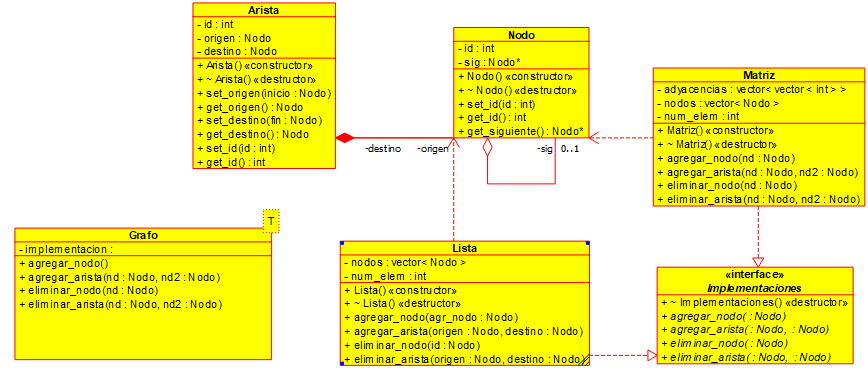 Arista
- id : int
- origen : Nodo
- destino : Nodo
+ Arista() «constructor»
+ ~ Arista() «destructor»
+ set_origen(inicio : Nodo)
+ get_origen() : Nodo
+ set_destino(fin : Nodo)
+ get_destino() : Nodo
+ set_id(id : int)
+ get_id() : int
-destino
-origen
Nodo
- id : int
- sig : Nodo*
+ Nodo() «constructor»
+ ~ Nodo() «destructor»
+ set_id(id : int)
+ get_id() : int
+ get_siguiente() : Nodo*
-sig
0..1
Matriz
- adyacencias : vector< vector< int > >
- nodos : vector< Nodo >
- num_elem : int
+ Matriz() «constructor»
+ ~ Matriz() «destructor»
+ agregar_nodo(nd : Nodo)
+ agregar_arista(nd : Nodo, nd2 : Nodo)
+ eliminar_nodo(nd : Nodo)
+ eliminar_arista(nd : Nodo, nd2 : Nodo)
T
Grafo
- implementacion :
+ agregar_nodo()
+ agregar_arista(nd : Nodo, nd2 : Nodo)
+ eliminar_nodo(nd : Nodo)
+ eliminar_arista(nd : Nodo, nd2 : Nodo)
Lista
- nodos : vector< Nodo >
- num_elem : int
+ Lista() «constructor»
+ ~ Lista() «destructor»
+ agregar_nodo(agr_nodo : Nodo)
+ agregar_arista(origen : Nodo, destino : Nodo)
+ eliminar_nodo(id : Nodo)
+ eliminar_arista(origen : Nodo, destino : Nodo)
«interface»
Implementaciones
+ ~ Implementaciones() «destructor»
+ agregar_nodo( : Nodo)
+ agregar_arista( : Nodo, : Nodo)
+ eliminar_nodo( : Nodo)
+ eliminar_arista( : Nodo, : Nodo)